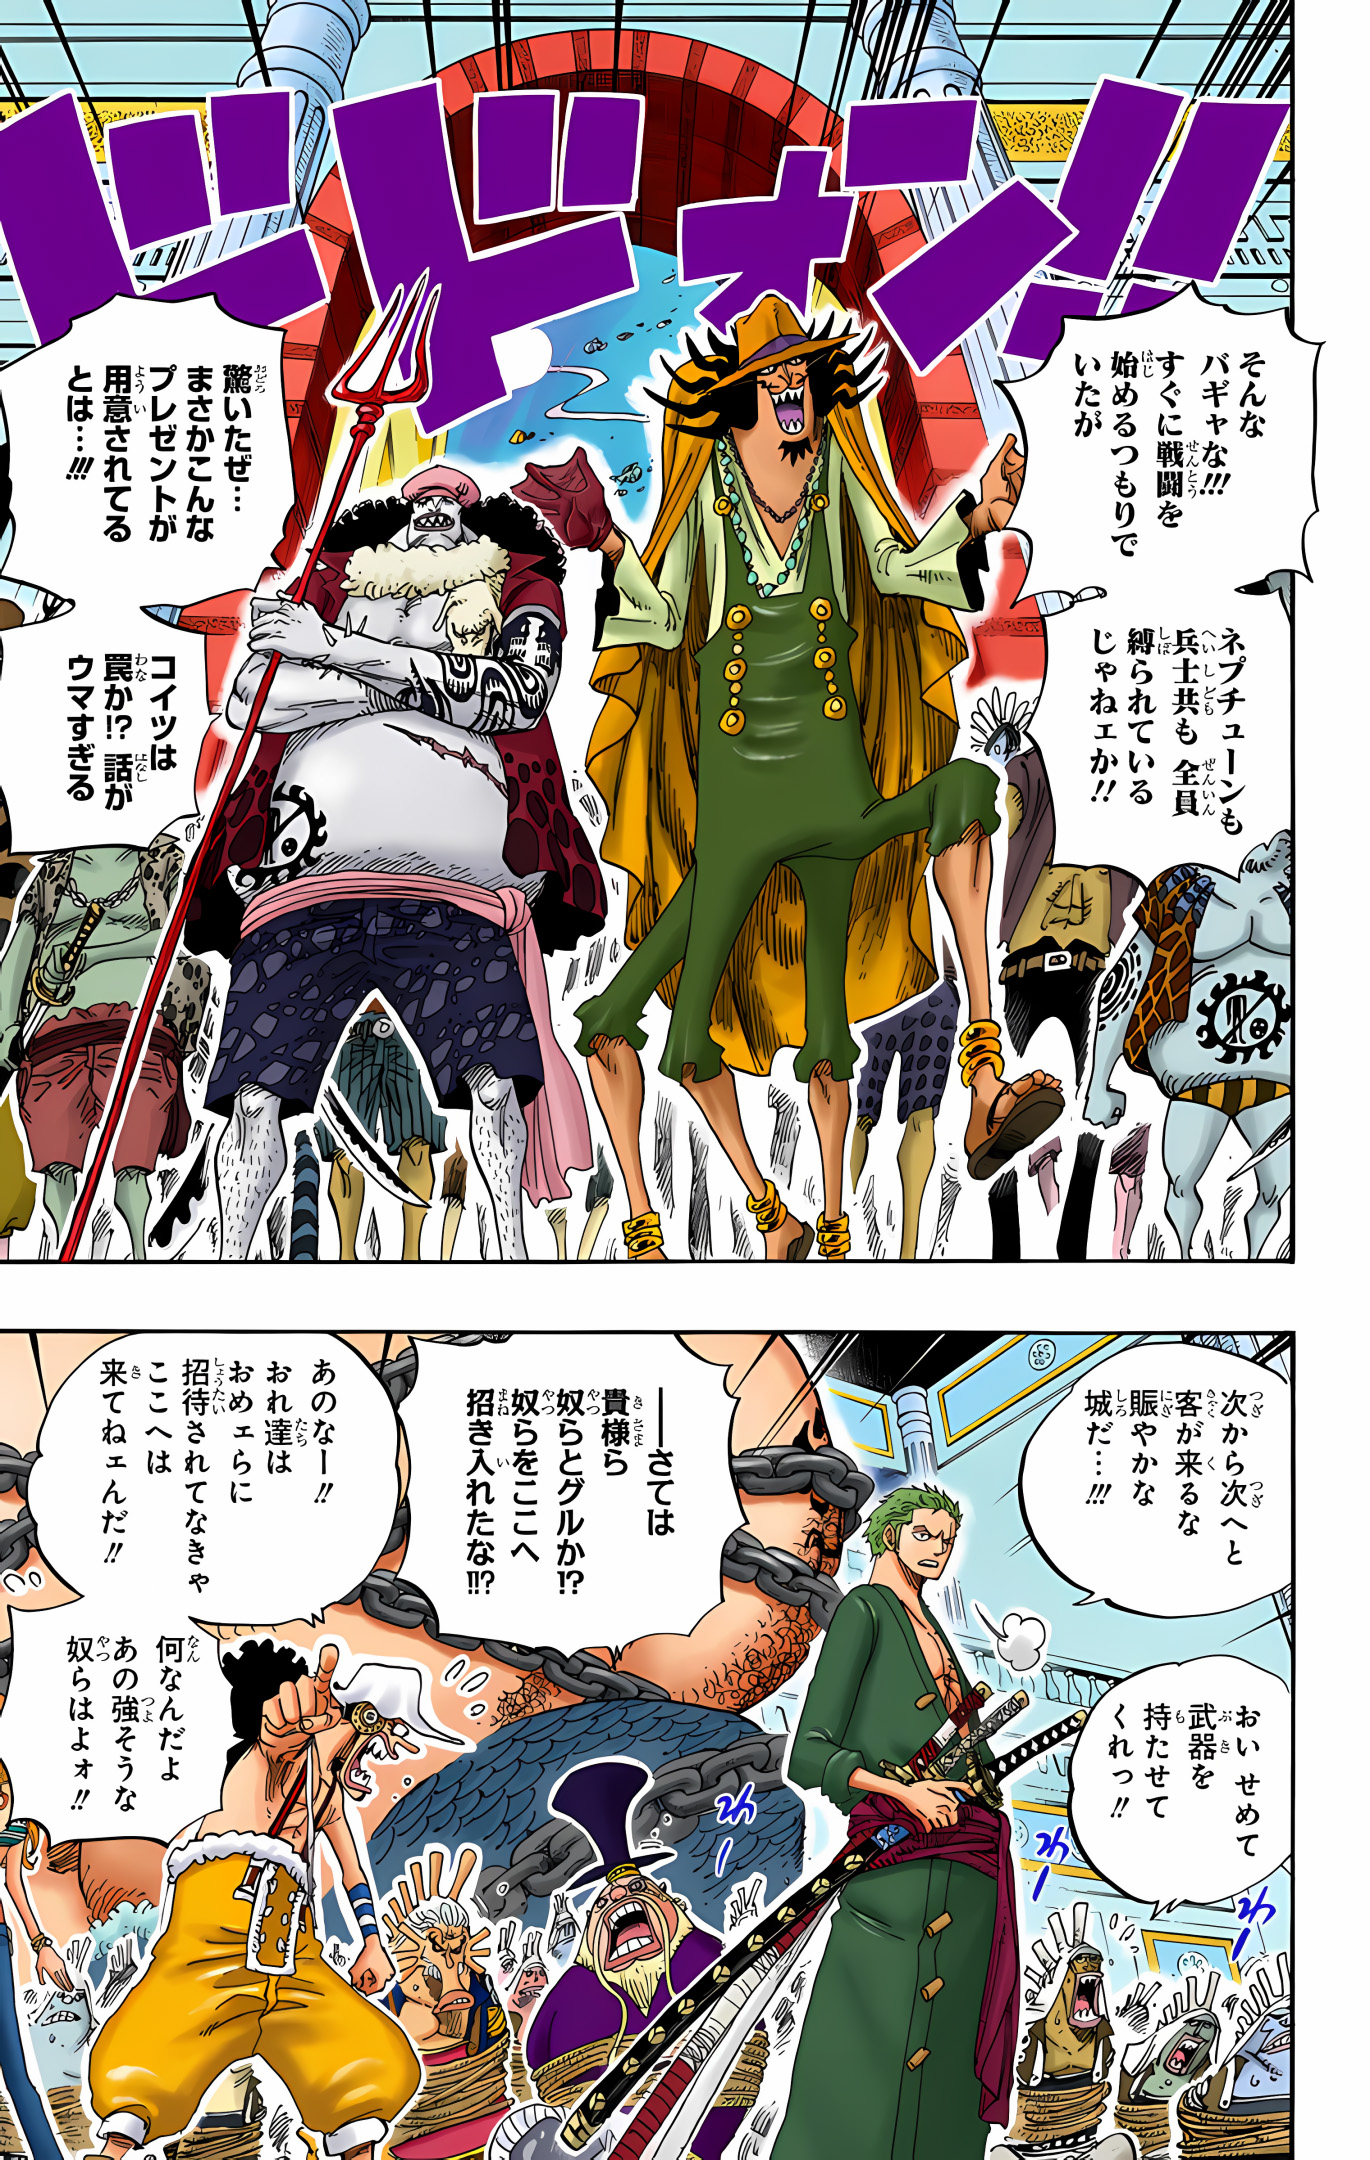 ドドォン!!
そんな
バギャな!!!
すぐに戦闘を
始めるつもりで
いたが
ネプチューンも
兵士共も 全員
縛られている
じゃねェか!!
驚いたぜ…
まさかこんな
プレゼントが
用意されてる
とは…!!!
コイツは
罠か!? 話が
ウマすぎる
次から次へと
客が来るな
賑やかな
城だ…!!!
おい せめて
武器を
持たせて
くれっ!!
──さては
貴様ら
奴らとグルか!?
奴らをここへ
招き入れたな!!?
あのなー!!
おれ達は
おめェらに
招待されてなきゃ
ここへは
来てねェんだ!!
何なんだよ
あの強そうな
奴らはよォ!!
わー
わー
わー